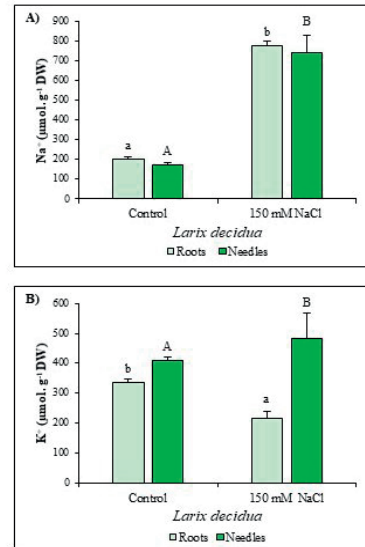 A)
Na⁺ (μmol. g⁻¹ DW)
900
800
700
600
500
400
300
200
100
0
a
A
b
B
Control
150 mM NaCl
Larix decidua
Roots
Needles
B)
K⁺ (μmol. g⁻¹ DW)
600
500
400
300
200
100
0
b
A
a
B
Control
150 mM NaCl
Larix decidua
Roots
Needles